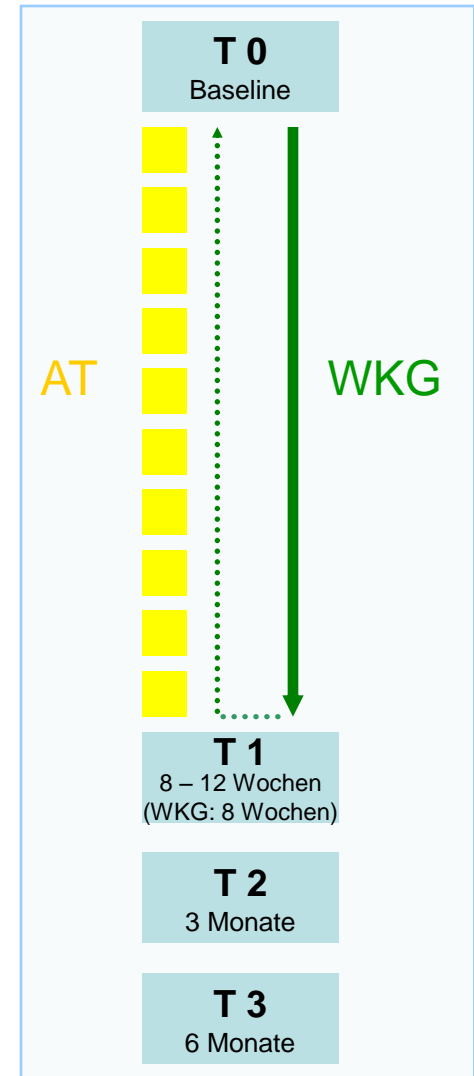 T 0
Baseline
AT
WKG
T 1
8 – 12 Wochen
(WKG: 8 Wochen)
T 2
3 Monate
T 3
6 Monate